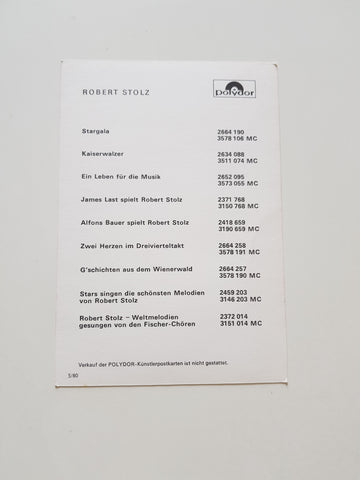 ROBERT STOLZ
polydor
Stargala 2664 190
3578 106 MC
Kaiserwalzer 2634 088
3511 074 MC
Ein Leben für die Musik 2652 095
3573 055 MC
James Last spielt Robert Stolz 2371 768
3150 768 MC
Alfons Bauer spielt Robert Stolz 2418 659
3190 659 MC
Zwei Herzen im Dreivierteltakt 2664 258
3578 191 MC
G'schichten aus dem Wienerwald 2664 257
3578 190 MC
Stars singen die schönsten Melodien 2459 203
von Robert Stolz 3146 203 MC
Robert Stolz – Weltmelodien 2372 014
gesungen von den Fischer-Chören 3151 014 MC
Verkauf der POLYDOR-Künstlerpostkarten ist nicht gestattet.
5/80